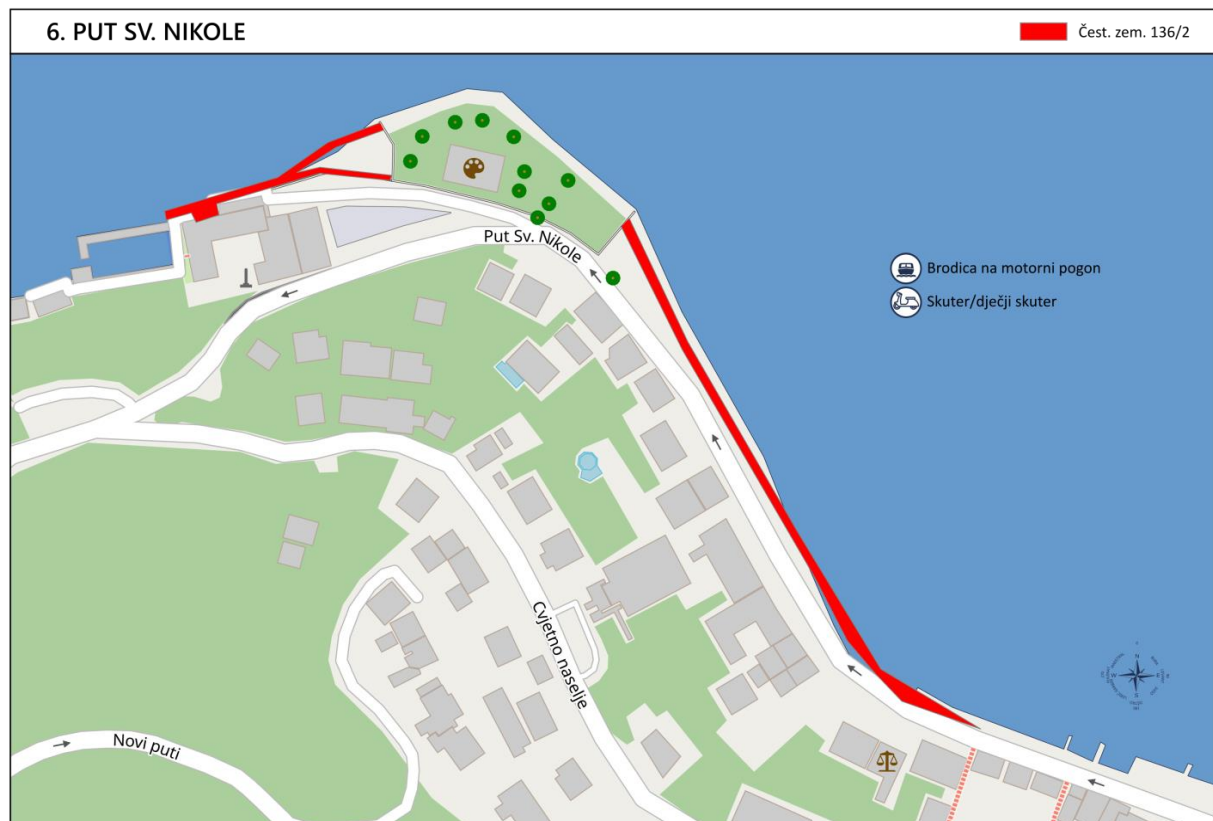 6. PUT SV. NIKOLE
Čest. zem. 136/2
Put Sv. Nikole
Brodica na motorni pogon
Skuter/dječji skuter
Cvjetno naselje
Novi puti
N
W
E
S